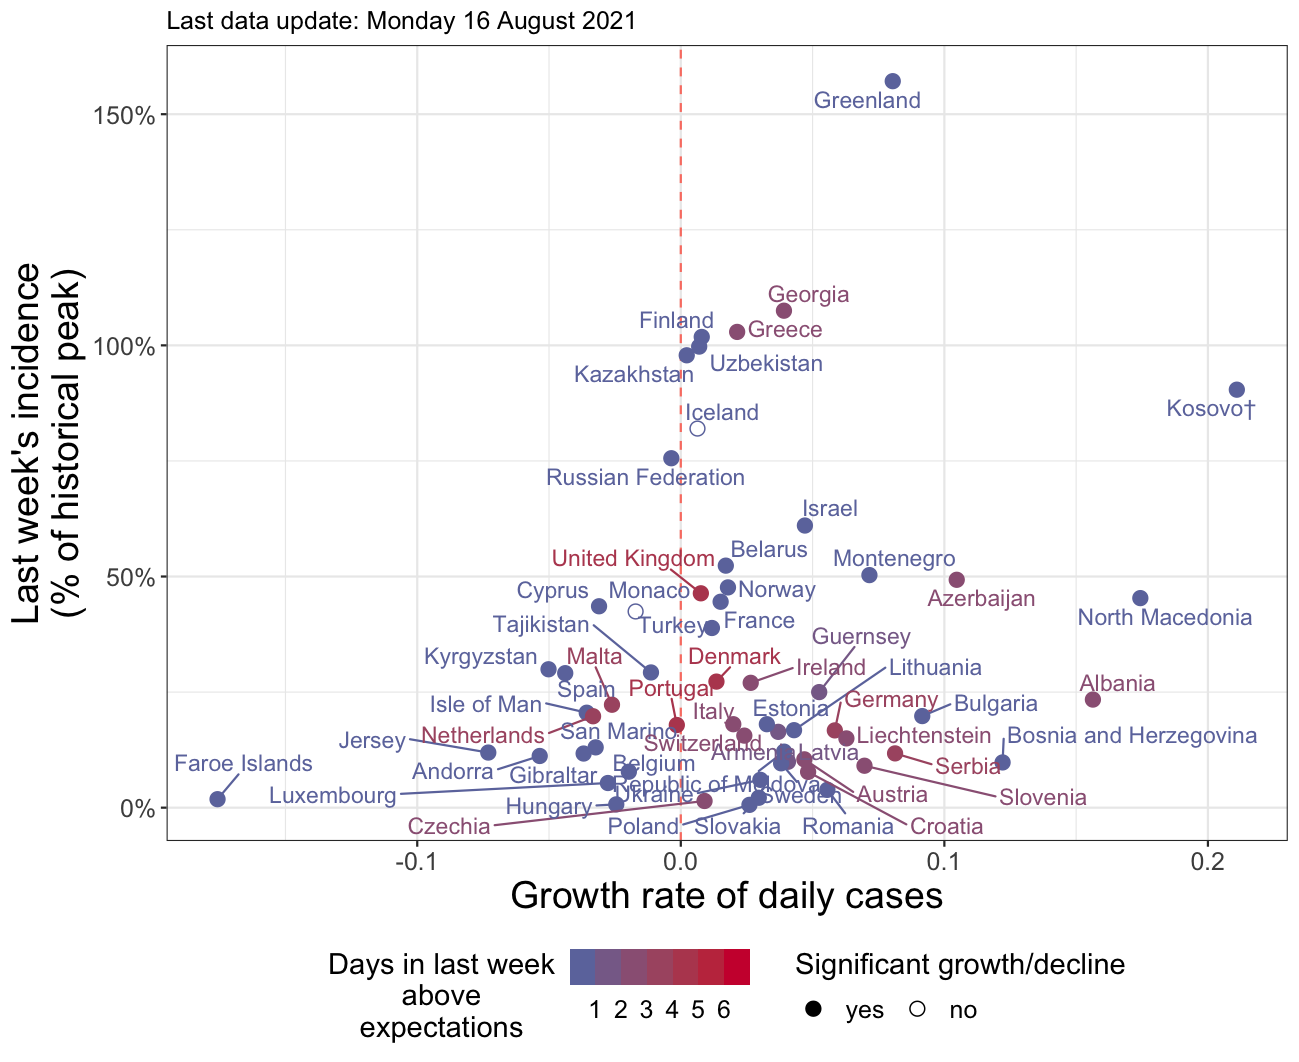 Last data update: Monday 16 August 2021
Last week's incidence
(% of historical peak)
150%
100%
50%
0%
Greenland
Georgia
Finland
Greece
Uzbekistan
Kazakhstan
Kosovo†
Iceland
Russian Federation
Israel
Belarus
United Kingdom
Montenegro
Cyprus
Monaco
Norway
Azerbaijan
North Macedonia
Tajikistan
Turkey
France
Guernsey
Kyrgyzstan
Malta
Denmark
Ireland
Lithuania
Spain
Portugal
Albania
Isle of Man
Italy
Estonia
Germany
Bulgaria
Netherlands
San Marino
Switzerland
Liechtenstein
Bosnia and Herzegovina
Jersey
Armenia
Latvia
Faroe Islands
Andorra
Gibraltar
Belgium
Serbia
Luxembourg
Republic of Moldova
Ukraine
Sweden
Austria
Slovenia
Hungary
Czechia
Poland
Slovakia
Romania
Croatia
-0.1
0.0
0.1
0.2
Growth rate of daily cases
Days in last week
above
expectations
1 2 3 4 5 6
Significant growth/decline
yes
no